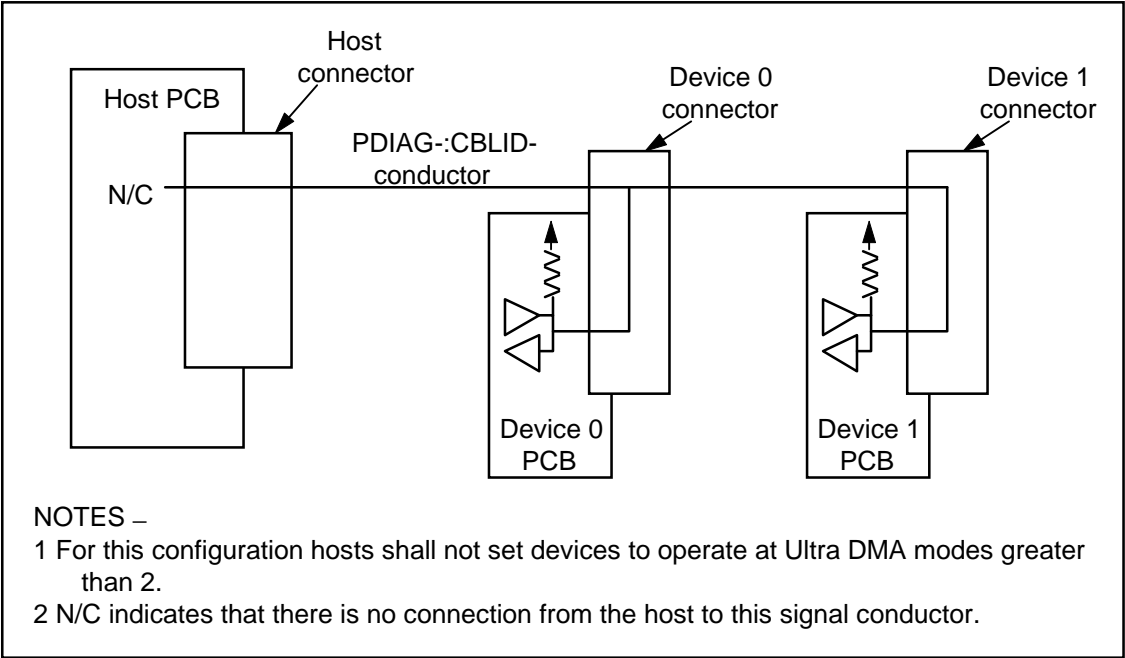 Host
connector
Host PCB
Device 0
connector
Device 1
connector
PDIAG-:CBLID-
conductor
N/C
Device 0
PCB
Device 1
PCB
NOTES –
1 For this configuration hosts shall not set devices to operate at Ultra DMA modes greater
than 2.
2 N/C indicates that there is no connection from the host to this signal conductor.